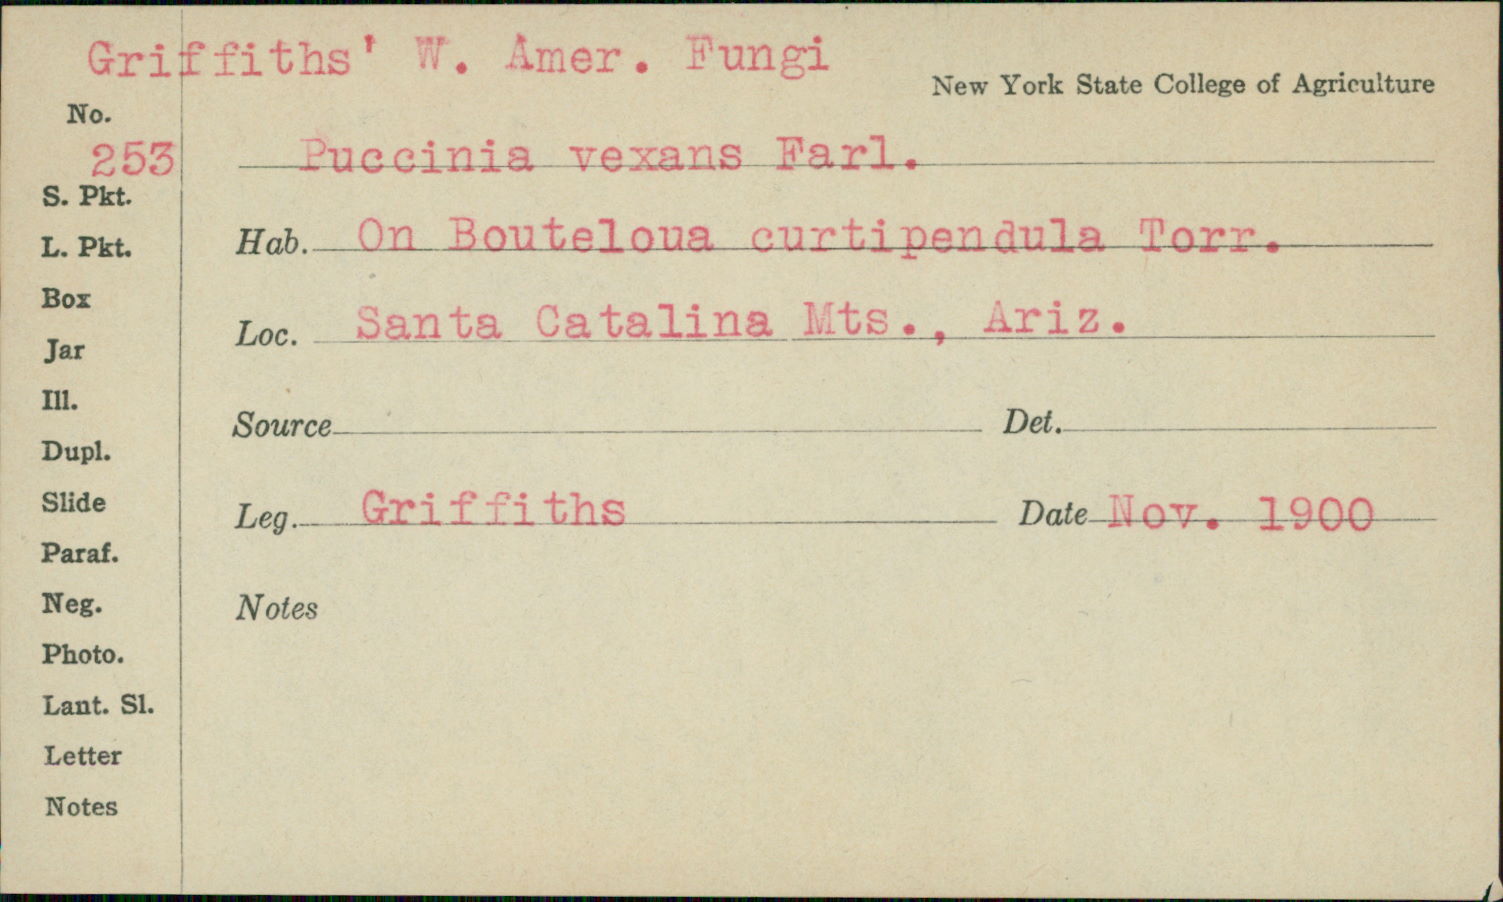 Griffiths' W. Amer. Fungi
New York State College of Agriculture
No.
253
Puccinia vexans Farl.
S. Pkt.
L. Pkt.
Hab. On Bouteloua curtipendula Torr.
Box
Loc. Santa Catalina Mts., Ariz.
Jar
Ill.
Source
Det.
Dupl.
Slide
Leg. Griffiths
Date Nov. 1900
Paraf.
Neg.
Notes
Photo.
Lant. Sl.
Letter
Notes